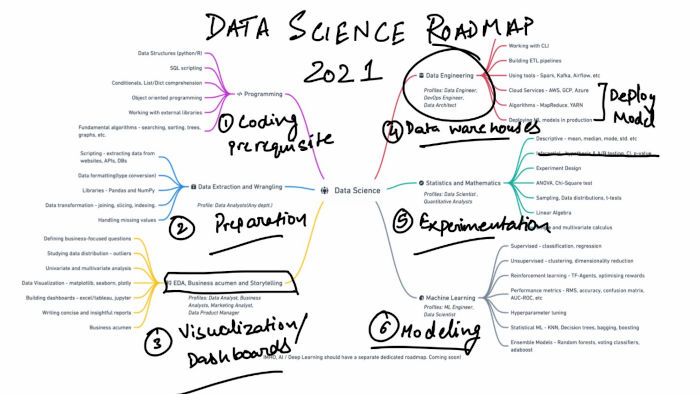 DATA SCIENCE ROADMAP
2021
Data Structures (python/R)
SQL scripting
Conditionals, List/Dict comprehension
Object oriented programming
Working with external libraries
Fundamental algorithms - searching, sorting, trees,
graphs, etc.
</> Programming
① Coding
prerequisite
Scripting - extracting data from
websites, APIs, DBs
Data formatting(type conversion)
Libraries - Pandas and NumPy
Data transformation - joining, slicing, indexing.
Handling missing values
Data Extraction and Wrangling
Profile: Data Analysts(Any dept.)
② Preparation
Defining business-focused questions
Studying data distribution - outliers
Univariate and multivariate analysis
Data Visualization - matplotlib, seaborn, plotly
Building dashboards - excel/tableau, jupyter
Writing concise and insightful reports
Business acumen
EDA, Business acumen and Storytelling
Profiles: Data Analyst, Business
Analysts, Marketing Analyst,
Data Product Manager
③ Visualization/
Dashboards
Data Science
Data Engineering
Profiles: Data Engineer,
DevOps Engineer,
Data Architect
Working with CLI
Building ETL pipelines
Using tools - Spark, Kafka, Airflow, etc
Cloud Services - AWS, GCP, Azure
Algorithms - MapReduce, YARN
Deploying ML models in production
Deploy
Model
④ Data warehouses
Statistics and Mathematics
Profiles: Data Scientist,
Quantitative Analysts
Descriptive - mean, median, mode, std, etc
Inferential - hypothesis & A/B testing, CI, p-value
Experiment Design
ANOVA, Chi-Square test
Sampling, Data distributions, t-tests
Linear Algebra
and multivariate calculus
⑤ Experimentation
Machine Learning
Profiles: ML Engineer,
Data Scientist
Supervised - classification, regression
Unsupervised - clustering, dimensionality reduction
Reinforcement learning - TF-Agents, optimising rewards
Performance metrics - RMS, accuracy, confusion matrix,
AUC-ROC, etc
Hyperparameter tuning
Statistical ML - KNN, Decision trees, bagging, boosting
Ensemble Models - Random forests, voting classifiers,
adaboost
⑥ Modeling
AI / Deep Learning should have a separate dedicated roadmap. Coming soon!